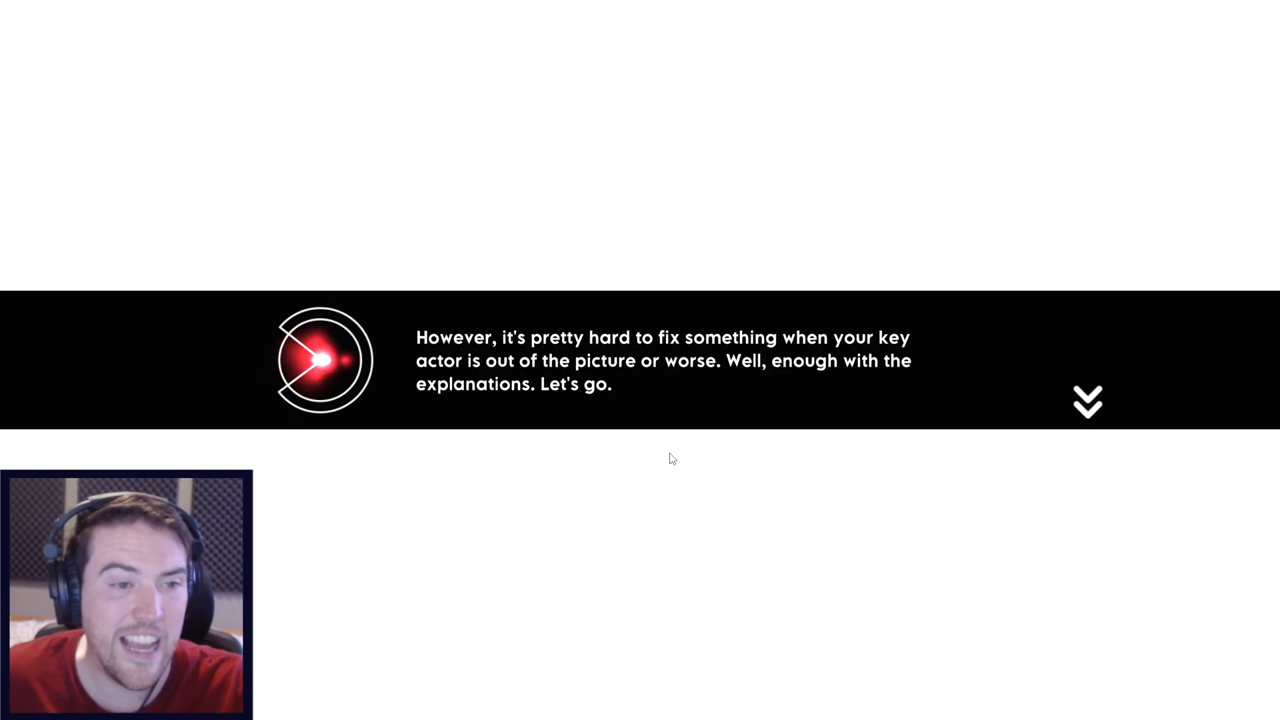 However, it's pretty hard to fix something when your key
actor is out of the picture or worse. Well, enough with the
explanations. Let's go.